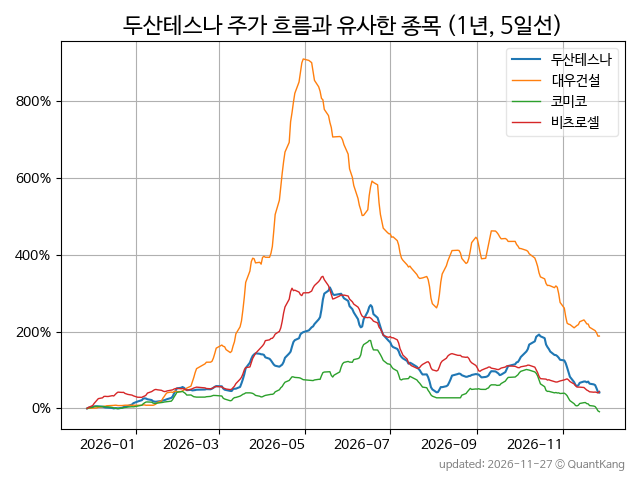 두산테스나 주가 흐름과 유사한 종목 (1년, 5일선)
두산테스나
대우건설
코미코
비츠로셀
800%
600%
400%
200%
0%
2026-01 2026-03 2026-05 2026-07 2026-09 2026-11
updated: 2026-11-27 © QuantKang